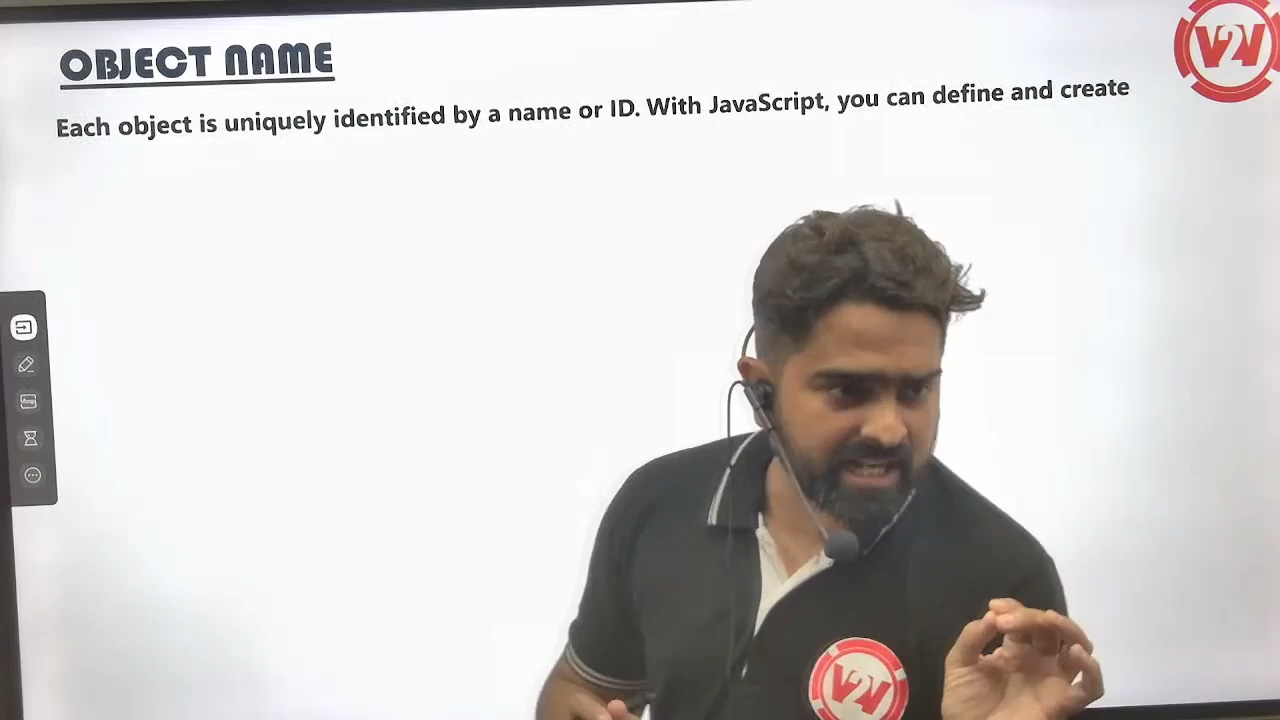 OBJECT NAME
V2V
Each object is uniquely identified by a name or ID. With JavaScript, you can define and create
V2V